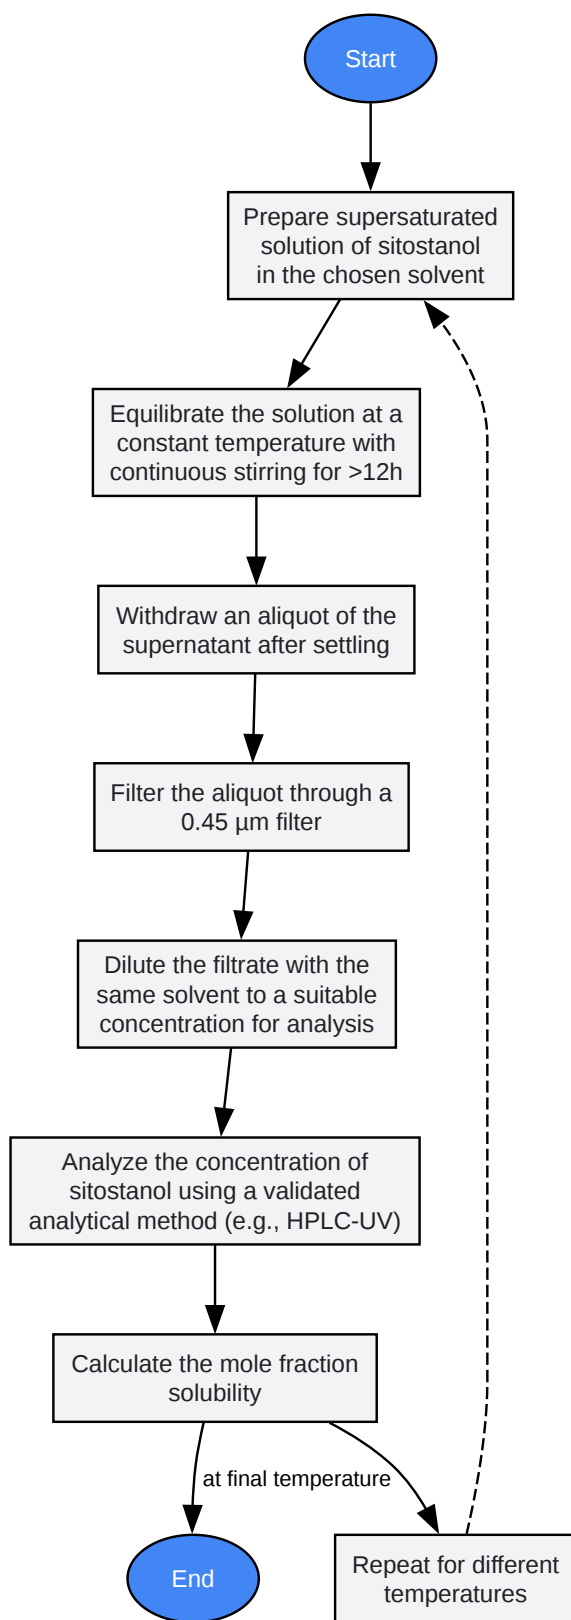 Start
Prepare supersaturated
solution of sitostanol
in the chosen solvent
Equilibrate the solution at a
constant temperature with
continuous stirring for >12h
Withdraw an aliquot of the
supernatant after settling
Filter the aliquot through a
0.45 µm filter
Dilute the filtrate with the
same solvent to a suitable
concentration for analysis
Analyze the concentration of
sitostanol using a validated
analytical method (e.g., HPLC-UV)
Calculate the mole fraction
solubility
at final temperature
End
Repeat for different
temperatures